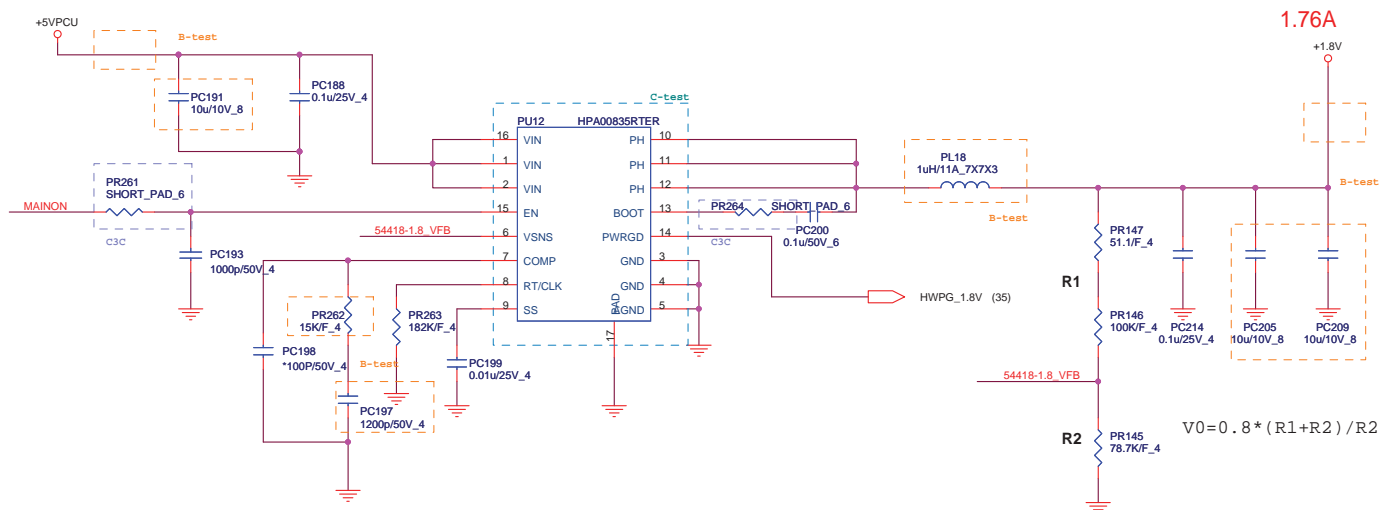 1.76A
+5VPCU
+1.8V
B-test
PC191
10u/10V_8
PC188
0.1u/25V_4
C-test
PU12
HPA00835RTER
16
VIN
PH
10
1
VIN
PH
11
2
VIN
PH
12
15
EN
BOOT
13
6
VSNS
PWRGD
14
7
COMP
GND
3
8
RT/CLK
GND
4
9
SS
AGND
5
PAD
17
PR261
SHORT_PAD_6
MAINON
C3C
PC193
1000p/50V_4
54418-1.8_VFB
PR262
15K/F_4
PR263
182K/F_4
PC198
*100P/50V_4
B-test
PC197
1200p/50V_4
PC199
0.01u/25V_4
PR264
SHORT_PAD_6
C3C
PC200
0.1u/50V_6
HWPG_1.8V (35)
PL18
1uH/11A_7X7X3
B-test
B-test
PR147
51.1/F_4
R1
PR146
100K/F_4
PC214
0.1u/25V_4
PC205
10u/10V_8
PC209
10u/10V_8
54418-1.8_VFB
R2
PR145
78.7K/F_4
V0=0.8*(R1+R2)/R2